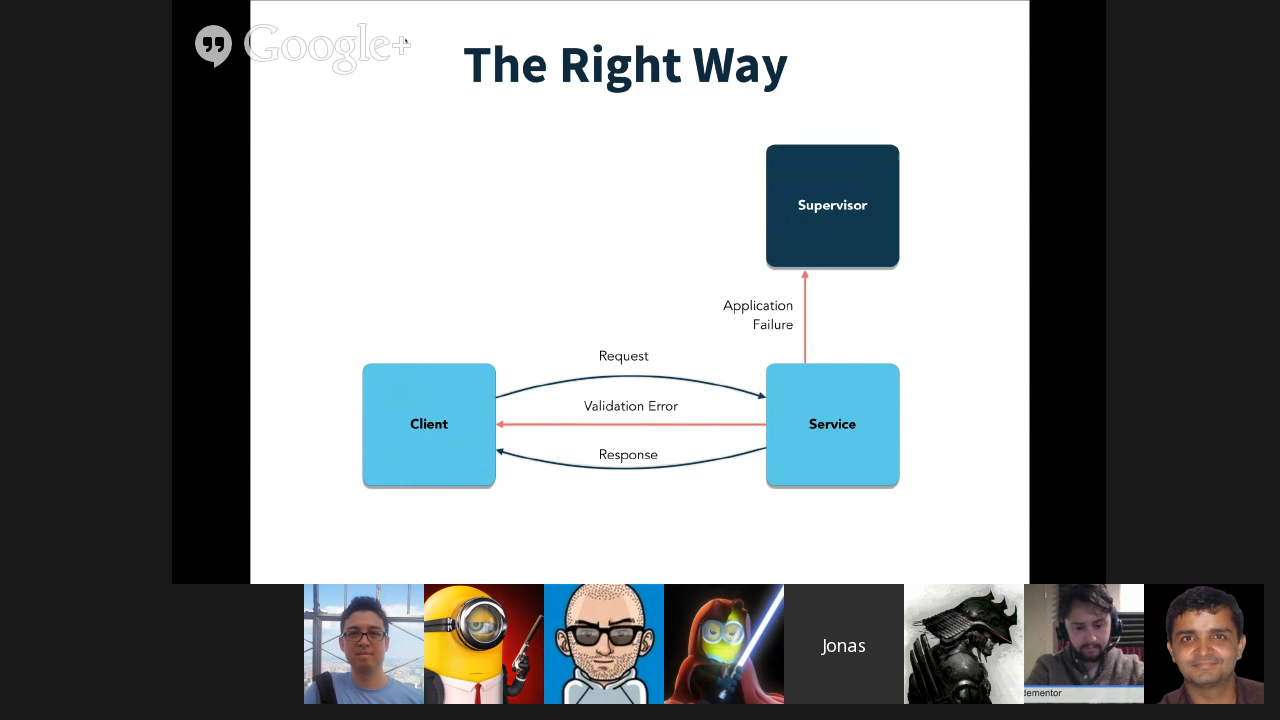 Google+
The Right Way
Supervisor
Application
Failure
Request
Client
Validation Error
Service
Response
Jonas
dementor